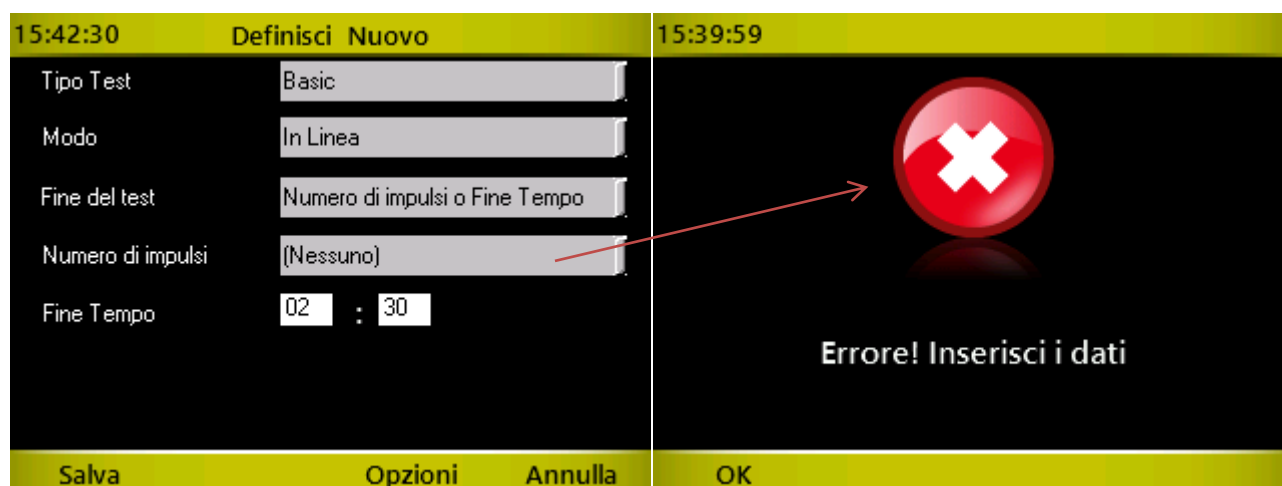 15:42:30 Definisci Nuovo
Tipo Test Basic
Modo In Linea
Fine del test Numero di impulsi o Fine Tempo
Numero di impulsi (Nessuno)
Fine Tempo 02 : 30
Salva Opzioni Annulla
15:39:59
Errore! Inserisci i dati
OK